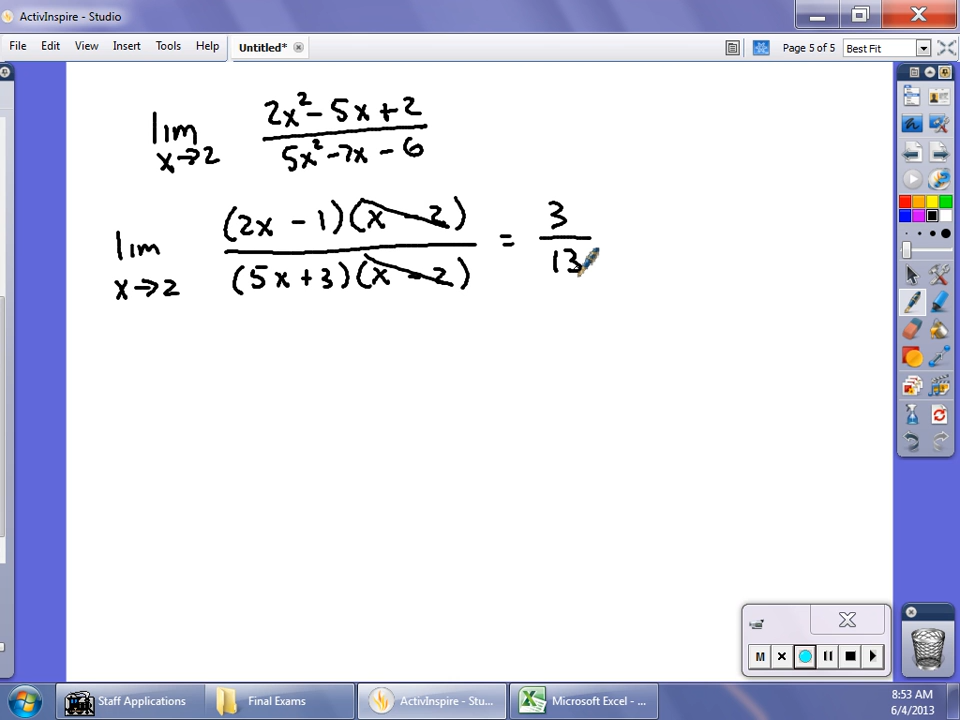 ActivInspire - Studio
File Edit View Insert Tools Help Untitled* Page 5 of 5 Best Fit
lim x→2 (2x² - 5x + 2)/(5x² - 7x - 6)
lim x→2 ((2x - 1)(x - 2))/((5x + 3)(x - 2)) = 3/13
M
Staff Applications Final Exams ActivInspire - Stu... Microsoft Excel - ... 8:53 AM
6/4/2013